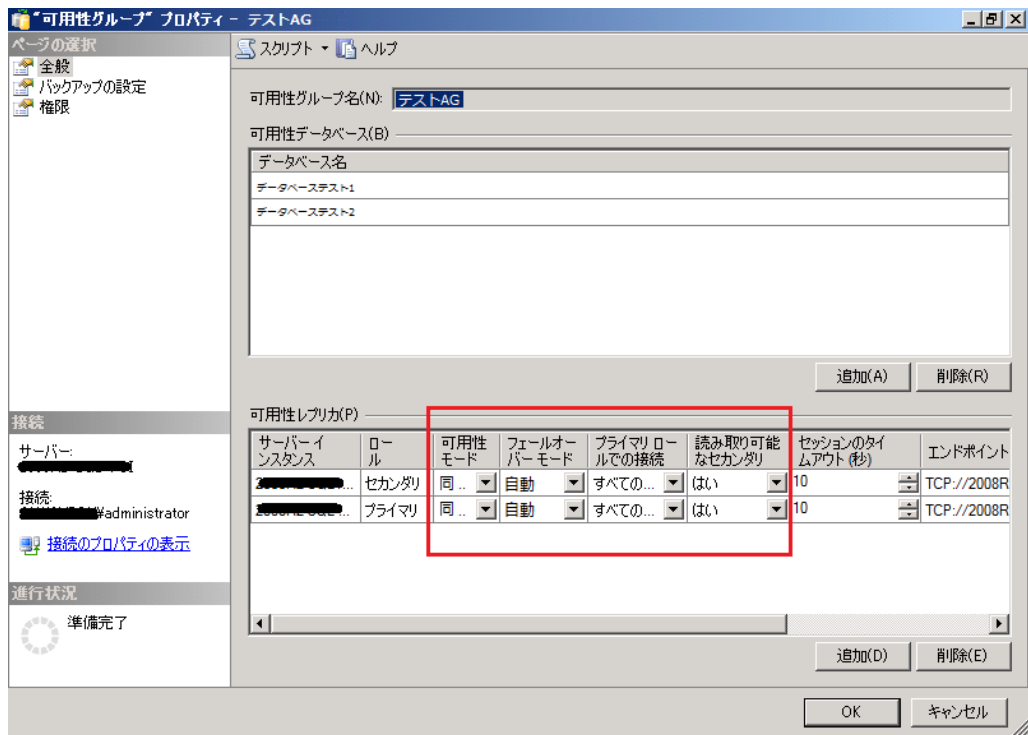 "可用性グループ" プロパティ - テストAG
ページの選択
全般
バックアップの設定
権限
スクリプト
ヘルプ
可用性グループ名(N):
テストAG
可用性データベース(B)
データベース名
データベーステスト1
データベーステスト2
追加(A)
削除(R)
可用性レプリカ(P)
サーバー イ
ンスタンス
ロー
ル
可用性
モード
フェールオー
バー モード
プライマリ ロー
ルでの接続
読み取り可能
なセカンダリ
セッションのタイ
ムアウト (秒)
エンドポイント
セカンダリ
同 ..
自動
すべての...
はい
10
TCP://2008R
プライマリ
同 ..
自動
すべての...
はい
10
TCP://2008R
追加(D)
削除(E)
接続
サーバー:
接続:
¥administrator
接続のプロパティの表示
進行状況
準備完了
OK
キャンセル